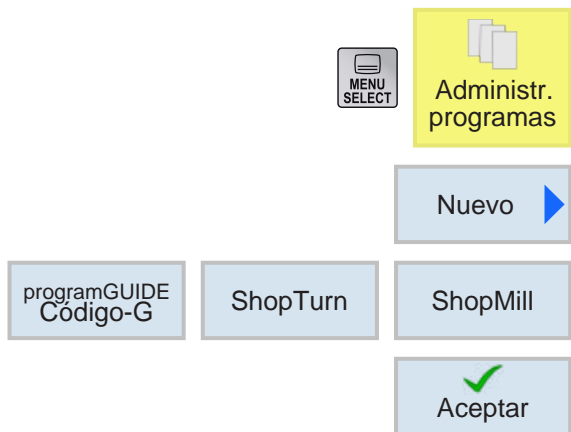 MENU
SELECT
Administr.
programas
Nuevo
programGUIDE
Código-G
ShopTurn
ShopMill
Aceptar